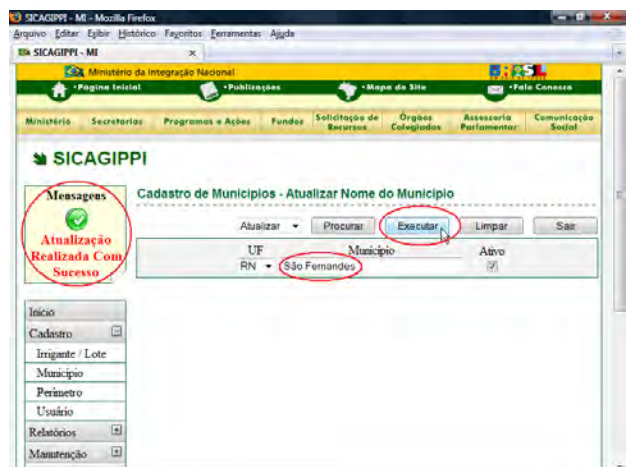 SICAGIPPI - MI - Mozilla Firefox
Arquivo Editar Exibir Histórico Favoritos Ferramentas Ajuda
SICAGIPPI - MI x
Ministério da Integração Nacional BRASIL
•Pagina Inicial •Publicações •Mapa do Site •Fale Conosco
Ministério Secretarias Programas e Ações Fundos Solicitação de Recursos Órgãos Colegiados Assessoria Parlamentar Comunicação Social
SICAGIPPI
Mensagens
Atualização
Realizada Com
Sucesso
Cadastro de Municípios - Atualizar Nome do Município
Atualizar Procurar Executar Limpar Sair
UF Município Ativo
RN São Fernandes
Início
Cadastro
Irrigante / Lote
Município
Perímetro
Usuário
Relatórios
Manutenção